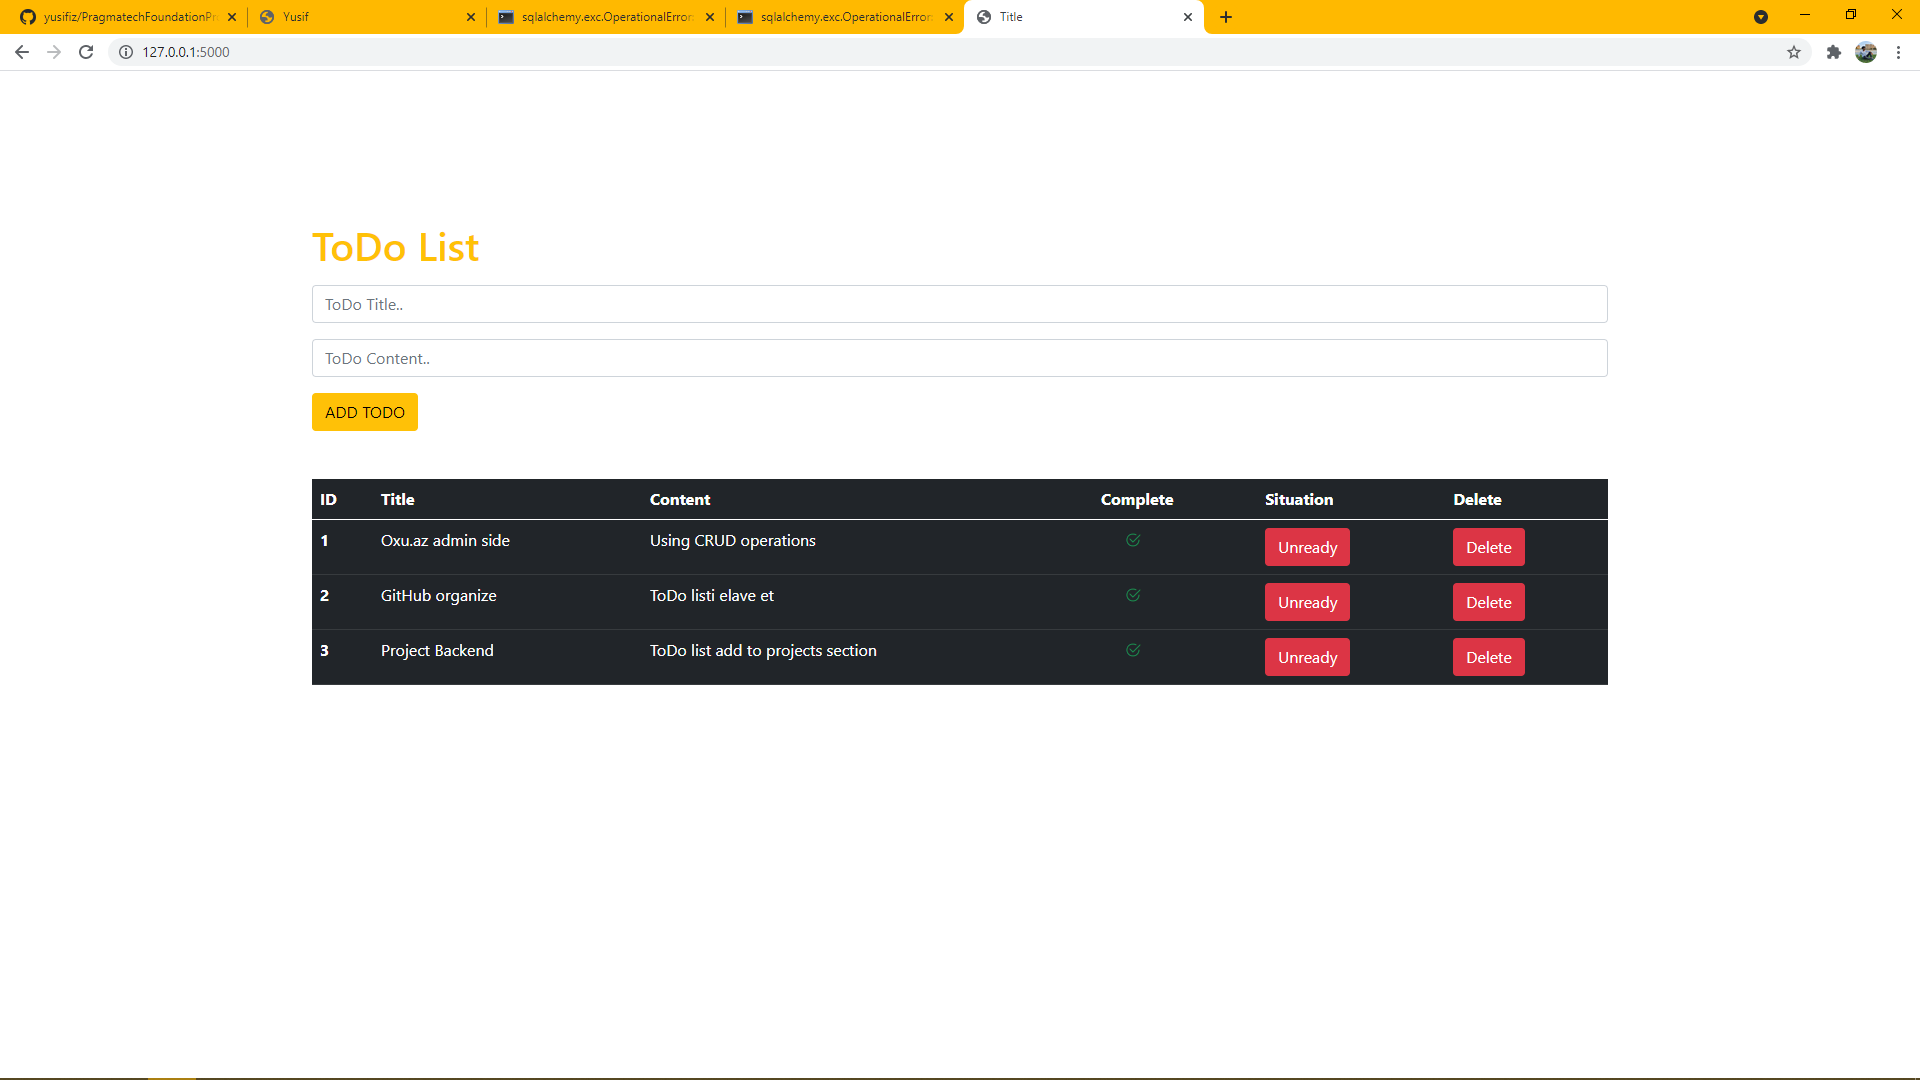 yusifiz/PragmatechFoundationPr
Yusif
sqlalchemy.exc.OperationalError
sqlalchemy.exc.OperationalError
Title
127.0.0.1:5000
ToDo List
ToDo Title..
ToDo Content..
ADD TODO
ID Title Content Complete Situation Delete
1 Oxu.az admin side Using CRUD operations Unready Delete
2 GitHub organize ToDo listi elave et Unready Delete
3 Project Backend ToDo list add to projects section Unready Delete